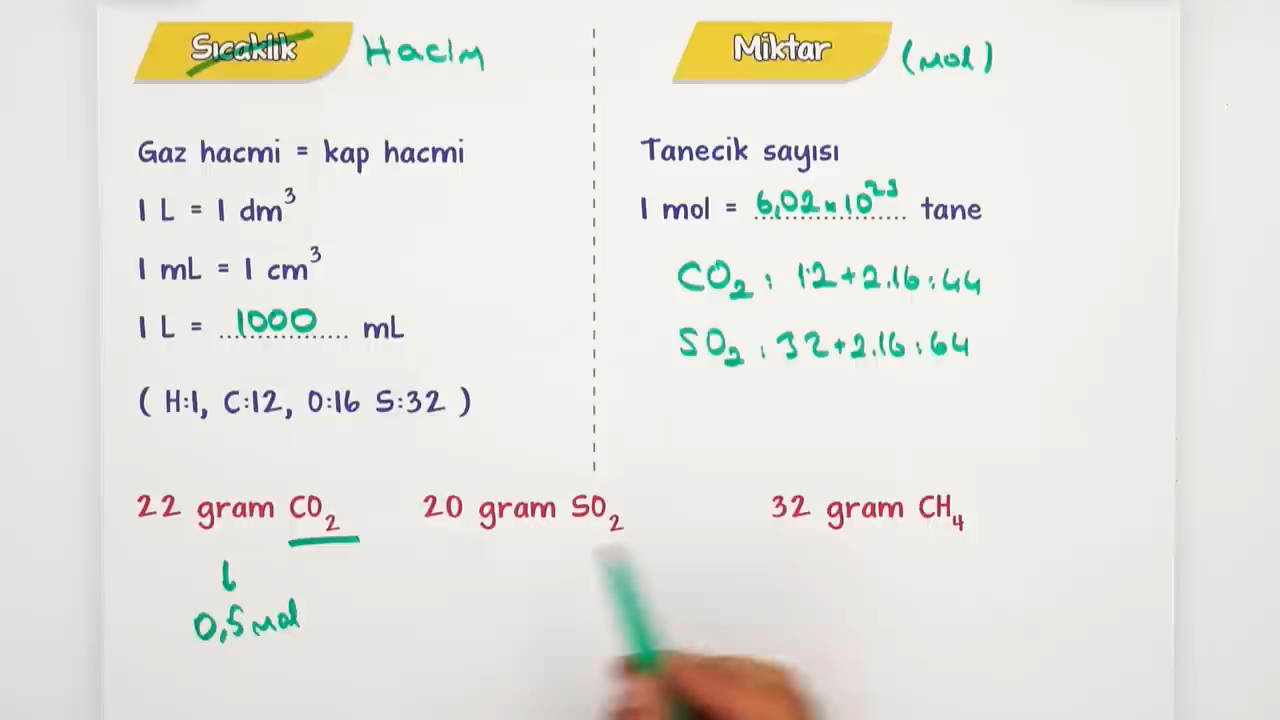 Sıcaklık Hacim
Gaz hacmi = kap hacmi
1 L = 1 dm³
1 mL = 1 cm³
1 L = 1000 mL
( H:1, C:12, O:16 S:32 )
Miktar (mol)
Tanecik sayısı
1 mol = 6,02x10²³ tane
CO₂ : 12+2.16:44
SO₂ : 32+2.16:64
22 gram CO₂ 20 gram SO₂ 32 gram CH₄
0,5 mol